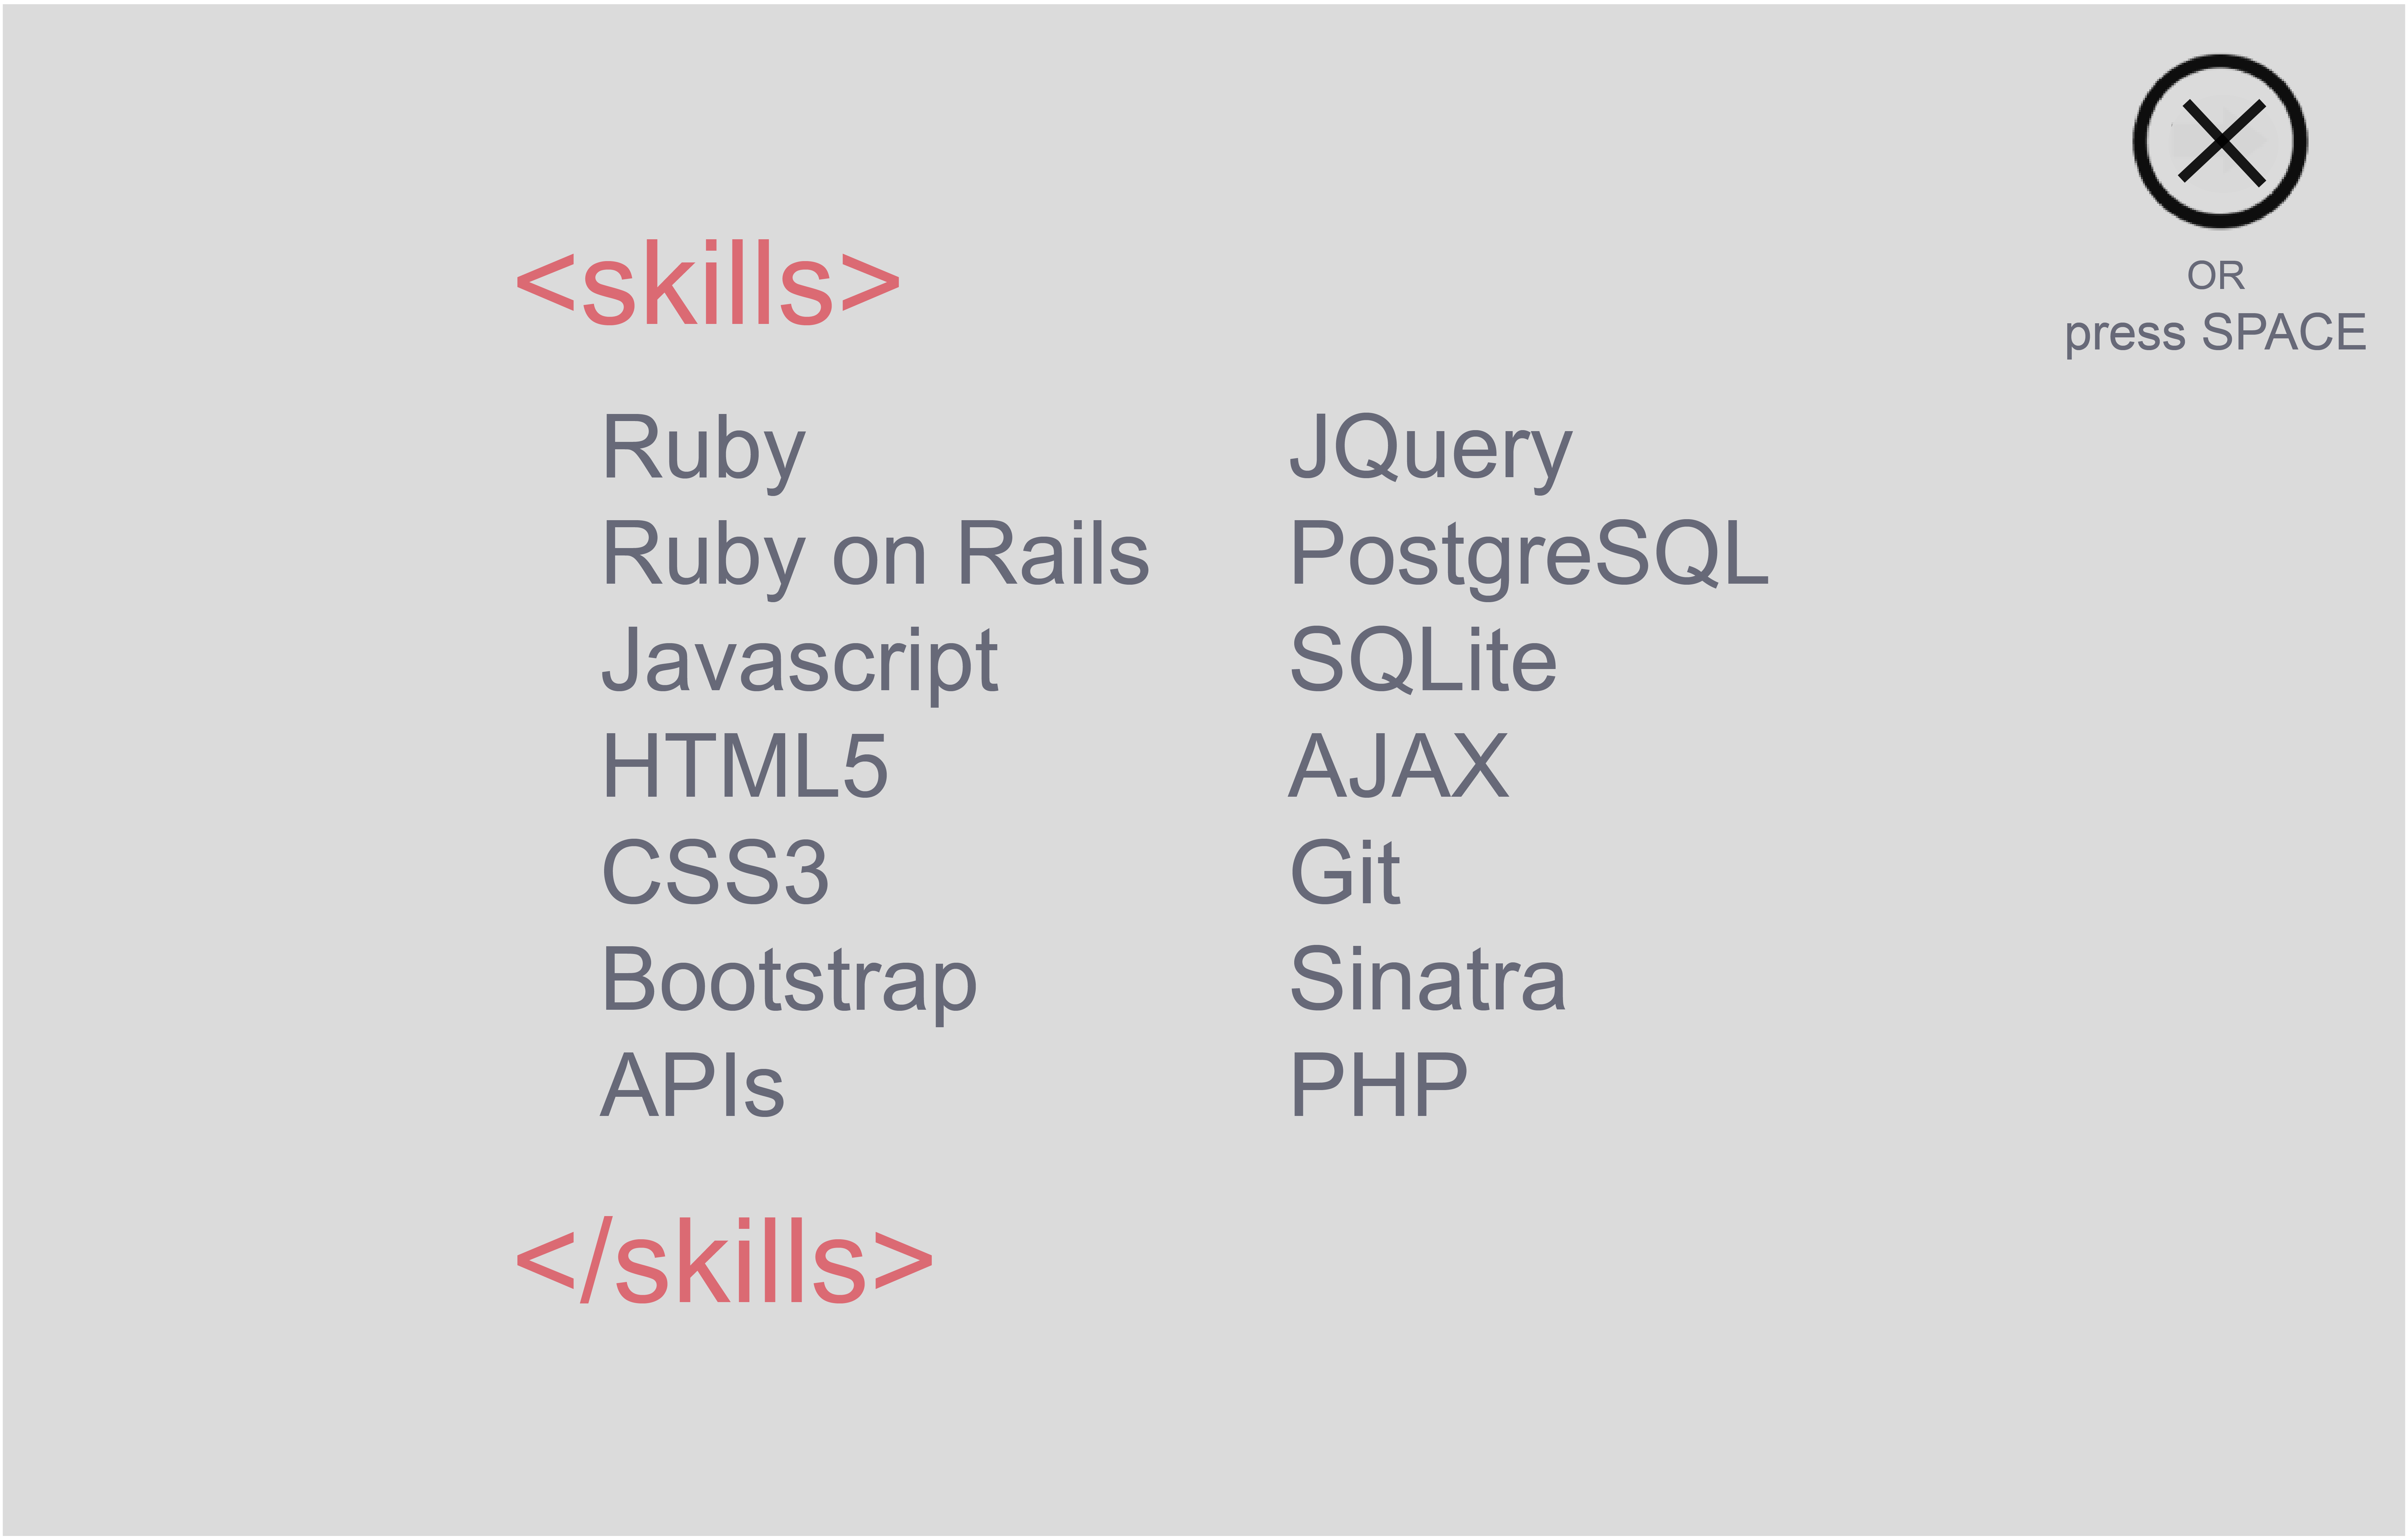 <skills>
Ruby
Ruby on Rails
Javascript
HTML5
CSS3
Bootstrap
APIs
JQuery
PostgreSQL
SQLite
AJAX
Git
Sinatra
PHP
</skills>
OR
press SPACE